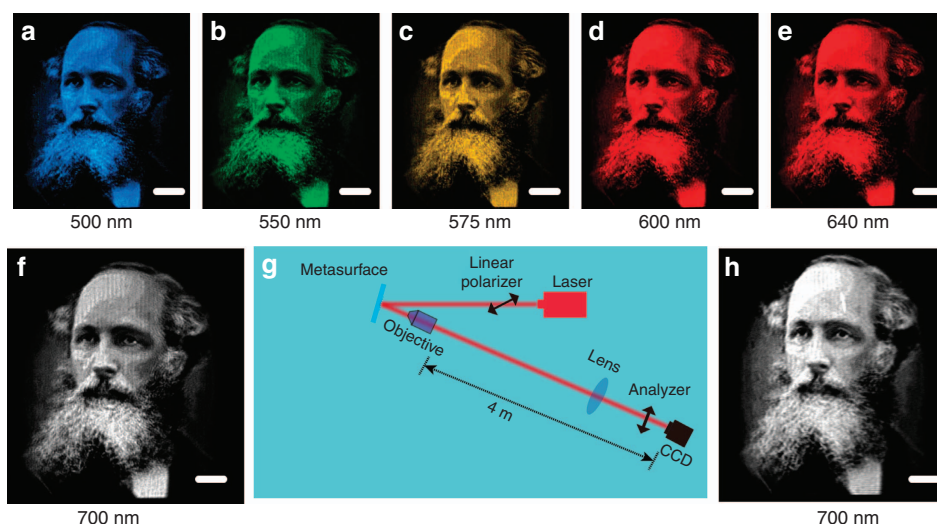 a
b
c
d
e
500 nm
550 nm
575 nm
600 nm
640 nm
f
g
h
Metasurface
Linear
polarizer
Laser
Objective
Lens
Analyzer
4 m
CCD
700 nm
700 nm